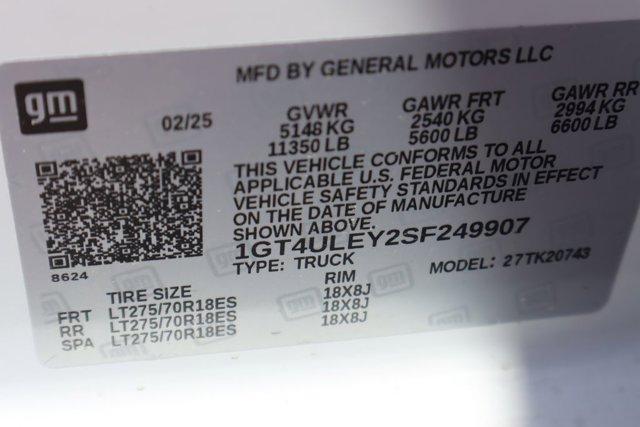 MFD BY GENERAL MOTORS LLC
gm
02/25
GVWR
5148 KG
11350 LB
GAWR FRT
2540 KG
5600 LB
GAWR RR
2994 KG
6600 LB
THIS VEHICLE CONFORMS TO ALL
APPLICABLE U.S. FEDERAL MOTOR
VEHICLE SAFETY STANDARDS IN EFFECT
ON THE DATE OF MANUFACTURE
SHOWN ABOVE.
1GT4ULEY2SF249907
TYPE: TRUCK
MODEL: 27TK20743
8624
TIRE SIZE
RIM
FRT LT275/70R18ES 18X8J
RR LT275/70R18ES 18X8J
SPA LT275/70R18ES 18X8J